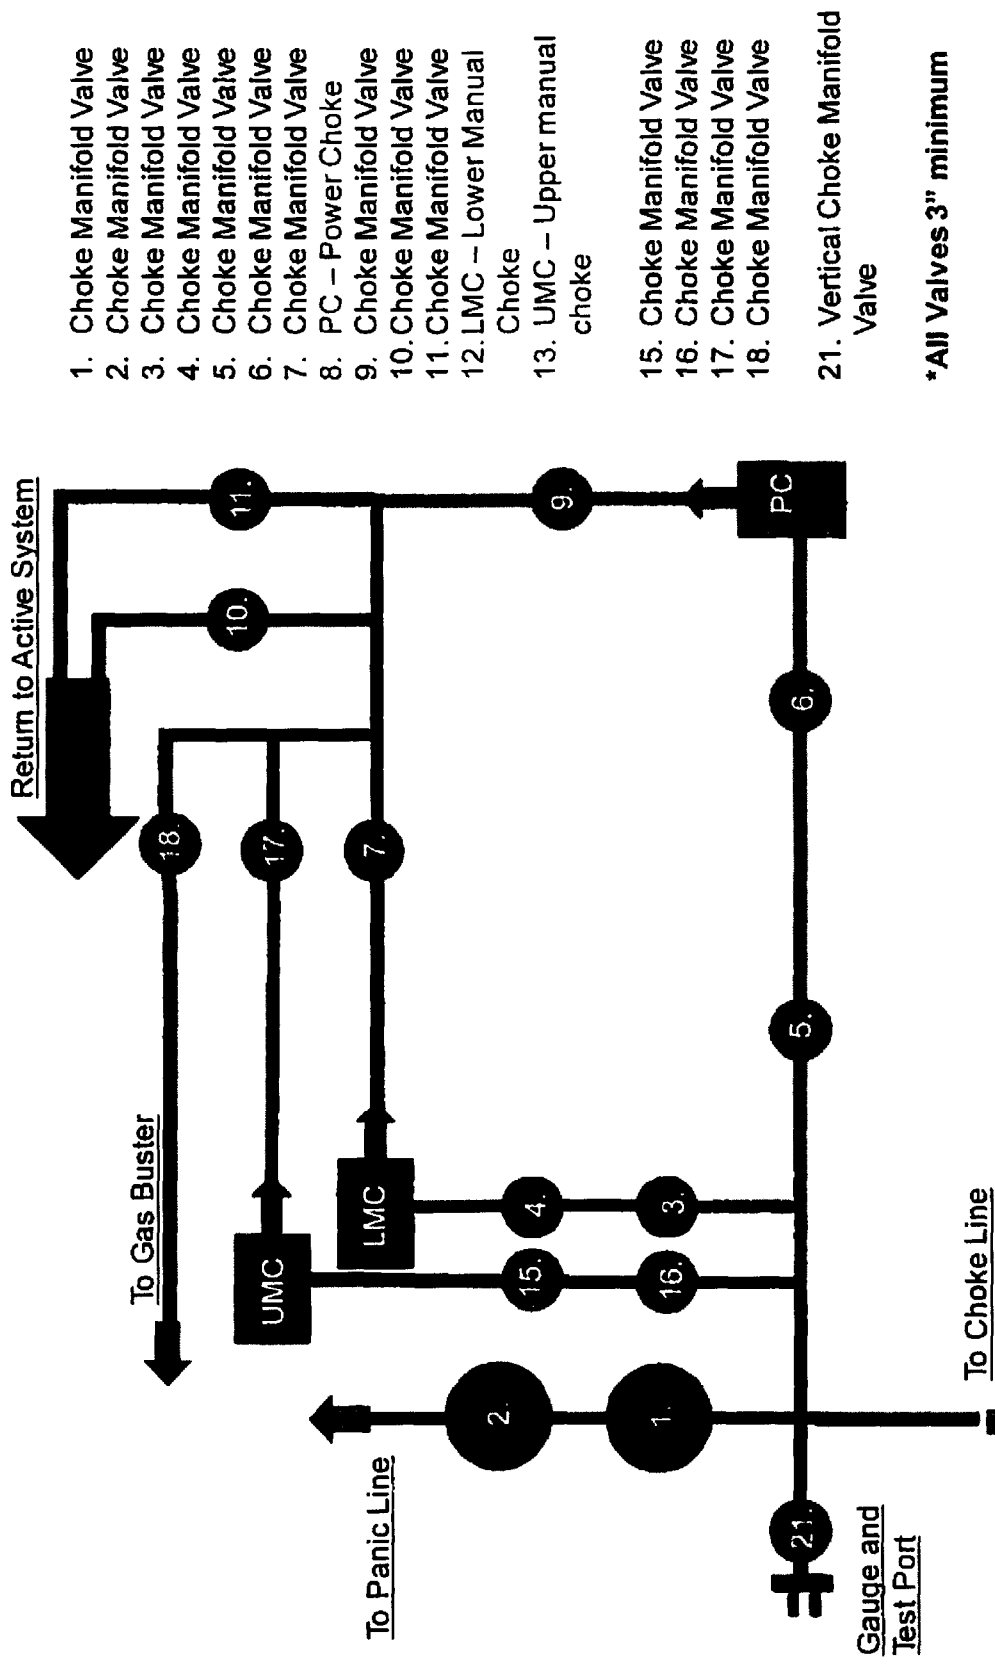 1. Choke Manifold Valve
2. Choke Manifold Valve
3. Choke Manifold Valve
4. Choke Manifold Valve
5. Choke Manifold Valve
6. Choke Manifold Valve
7. Choke Manifold Valve
8. PC – Power Choke
9. Choke Manifold Valve
10. Choke Manifold Valve
11. Choke Manifold Valve
12. LMC – Lower Manual
Choke
13. UMC – Upper manual
choke
15. Choke Manifold Valve
16. Choke Manifold Valve
17. Choke Manifold Valve
18. Choke Manifold Valve
21. Vertical Choke Manifold
Valve
*All Valves 3” minimum
Return to Active System
11.
10.
9.
PC
18.
17.
7.
6.
5.
To Gas Buster
UMC
LMC
4.
3.
15.
16.
To Panic Line
2.
1.
To Choke Line
21.
Gauge and
Test Port